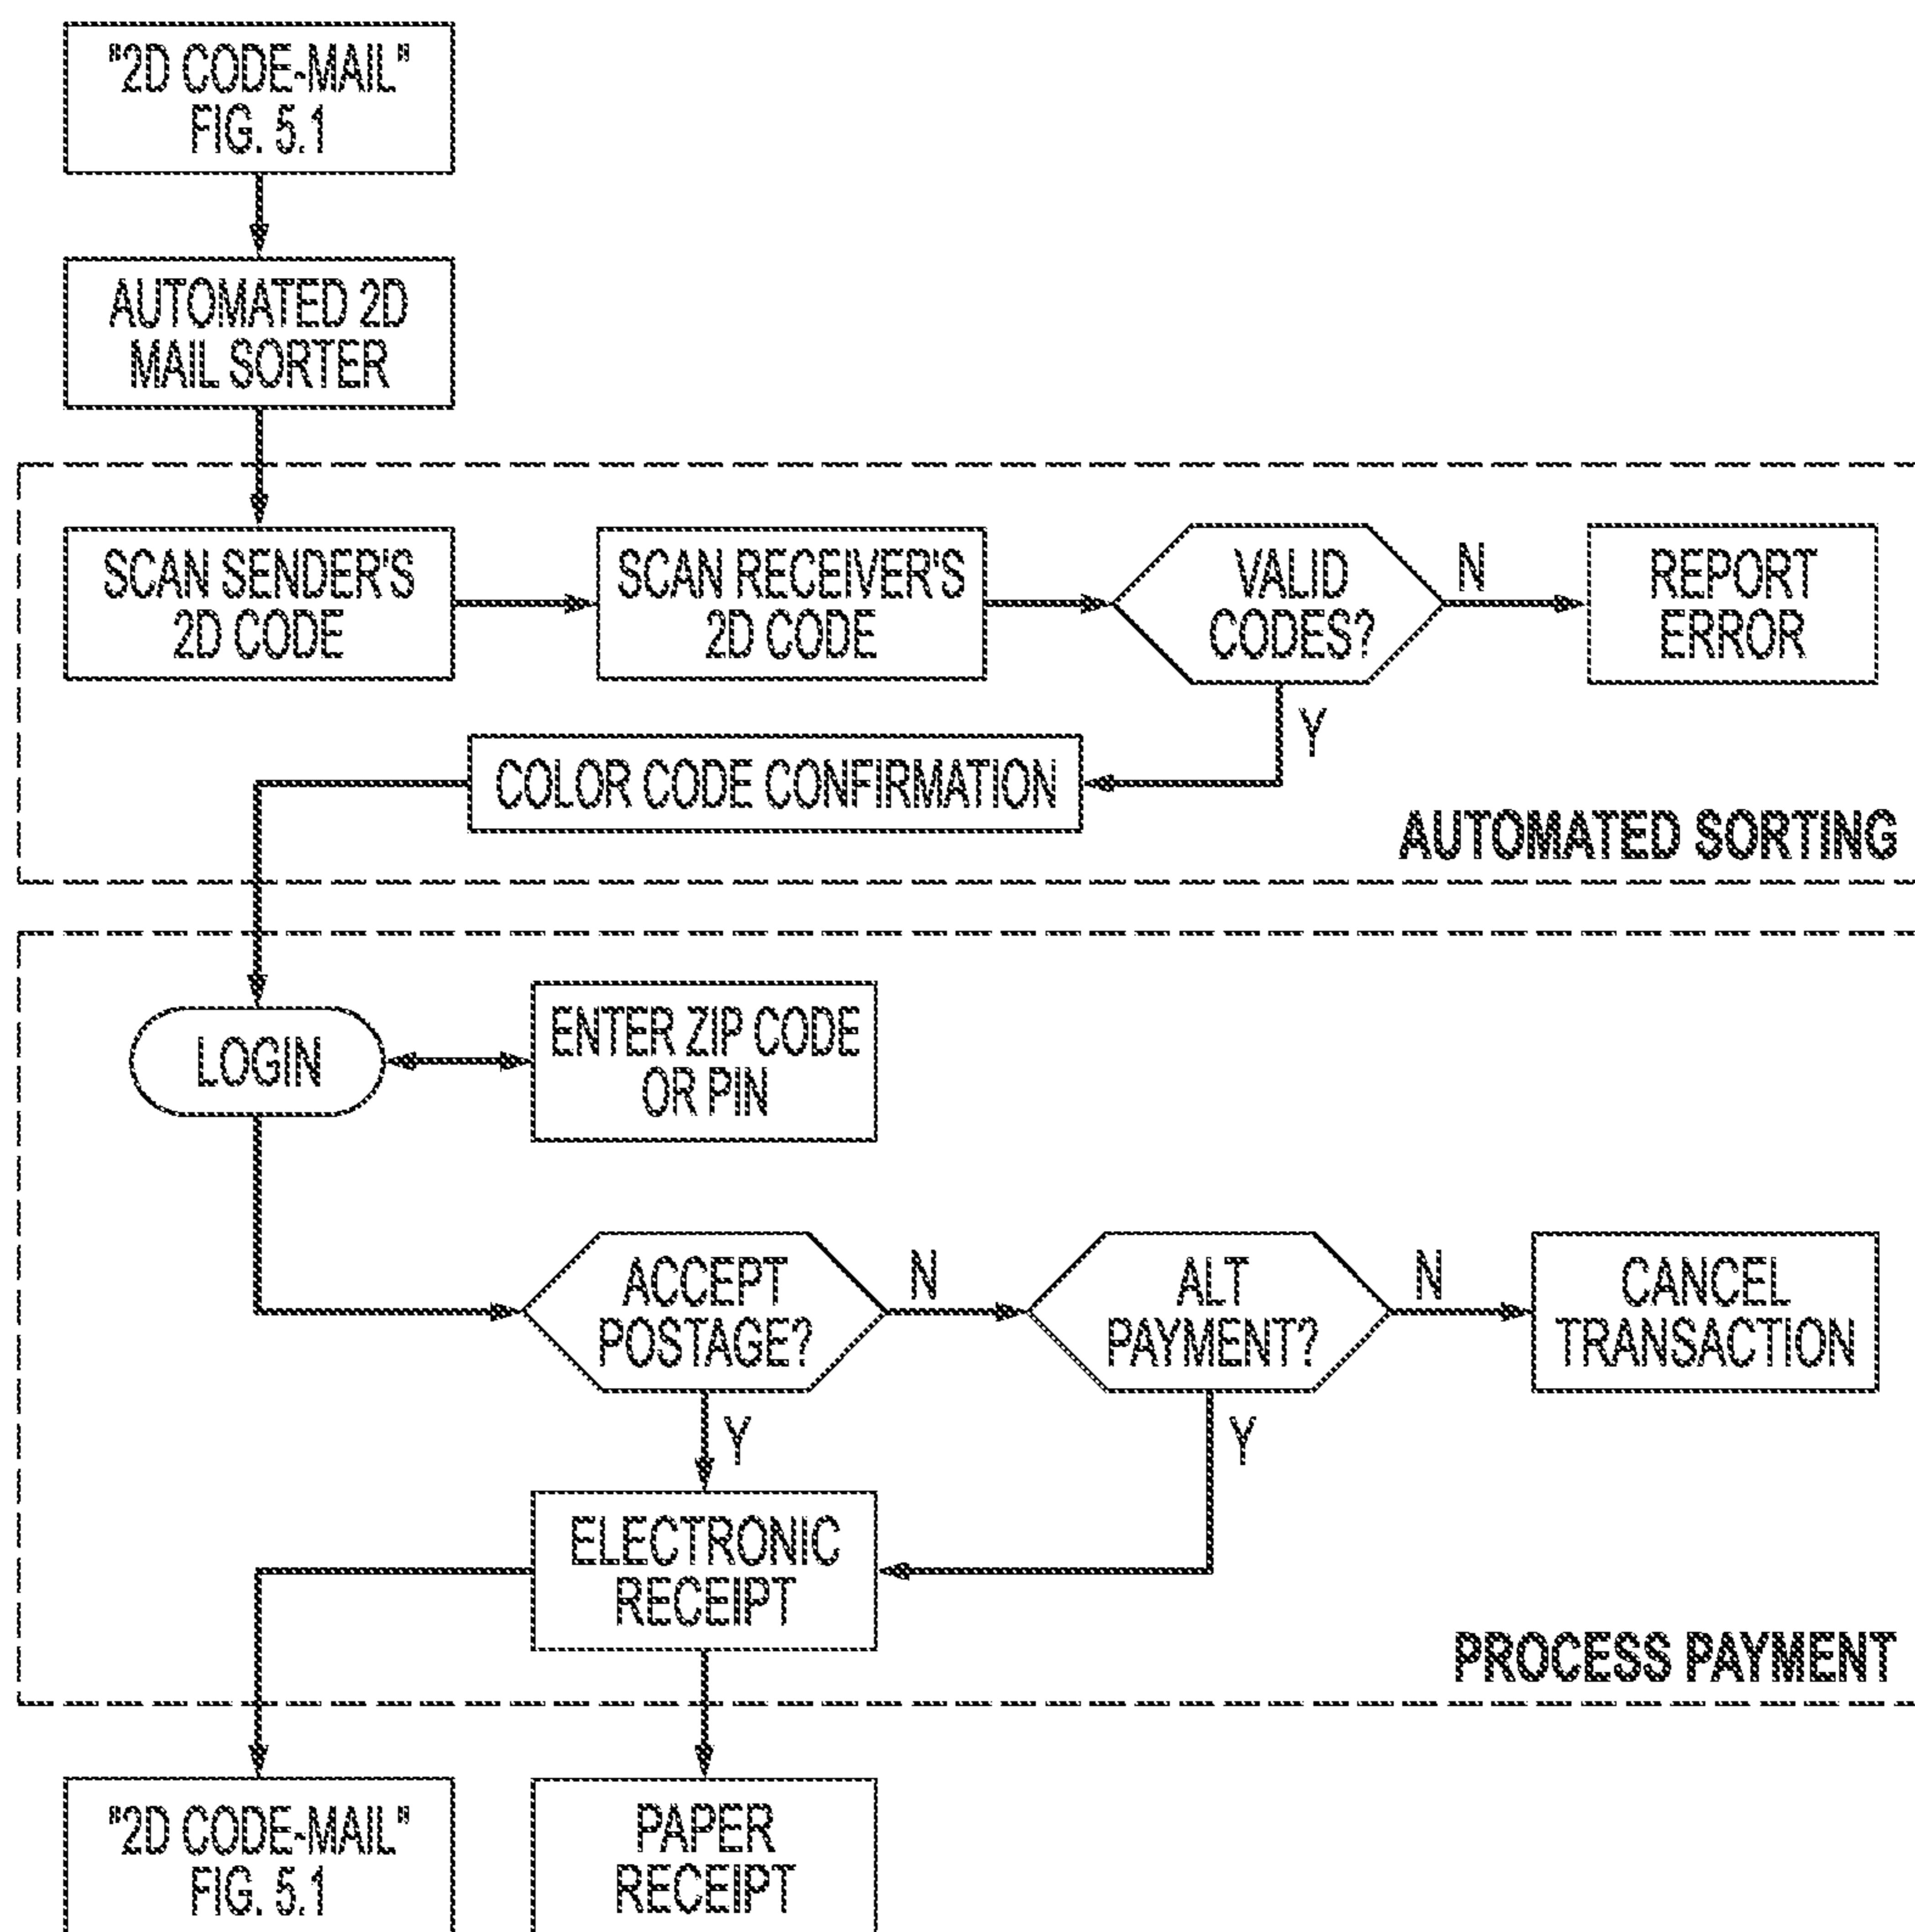 "2D CODE-MAIL"
FIG. 5.1
AUTOMATED 2D
MAIL SORTER
SCAN SENDER'S
2D CODE
SCAN RECEIVER'S
2D CODE
VALID
CODES?
N
REPORT
ERROR
Y
COLOR CODE CONFIRMATION
AUTOMATED SORTING
LOGIN
ENTER ZIP CODE
OR PIN
ACCEPT
POSTAGE?
N
ALT
PAYMENT?
N
CANCEL
TRANSACTION
Y
Y
ELECTRONIC
RECEIPT
PROCESS PAYMENT
"2D CODE-MAIL"
FIG. 5.1
PAPER
RECEIPT